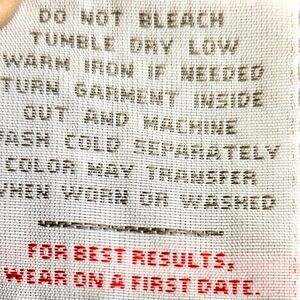 DO NOT BLEACH
TUMBLE DRY LOW
WARM IRON IF NEEDED
TURN GARMENT INSIDE
OUT AND MACHINE
WASH COLD SEPARATELY
COLOR MAY TRANSFER
WHEN WORN OR WASHED
FOR BEST RESULTS,
WEAR ON A FIRST DATE.